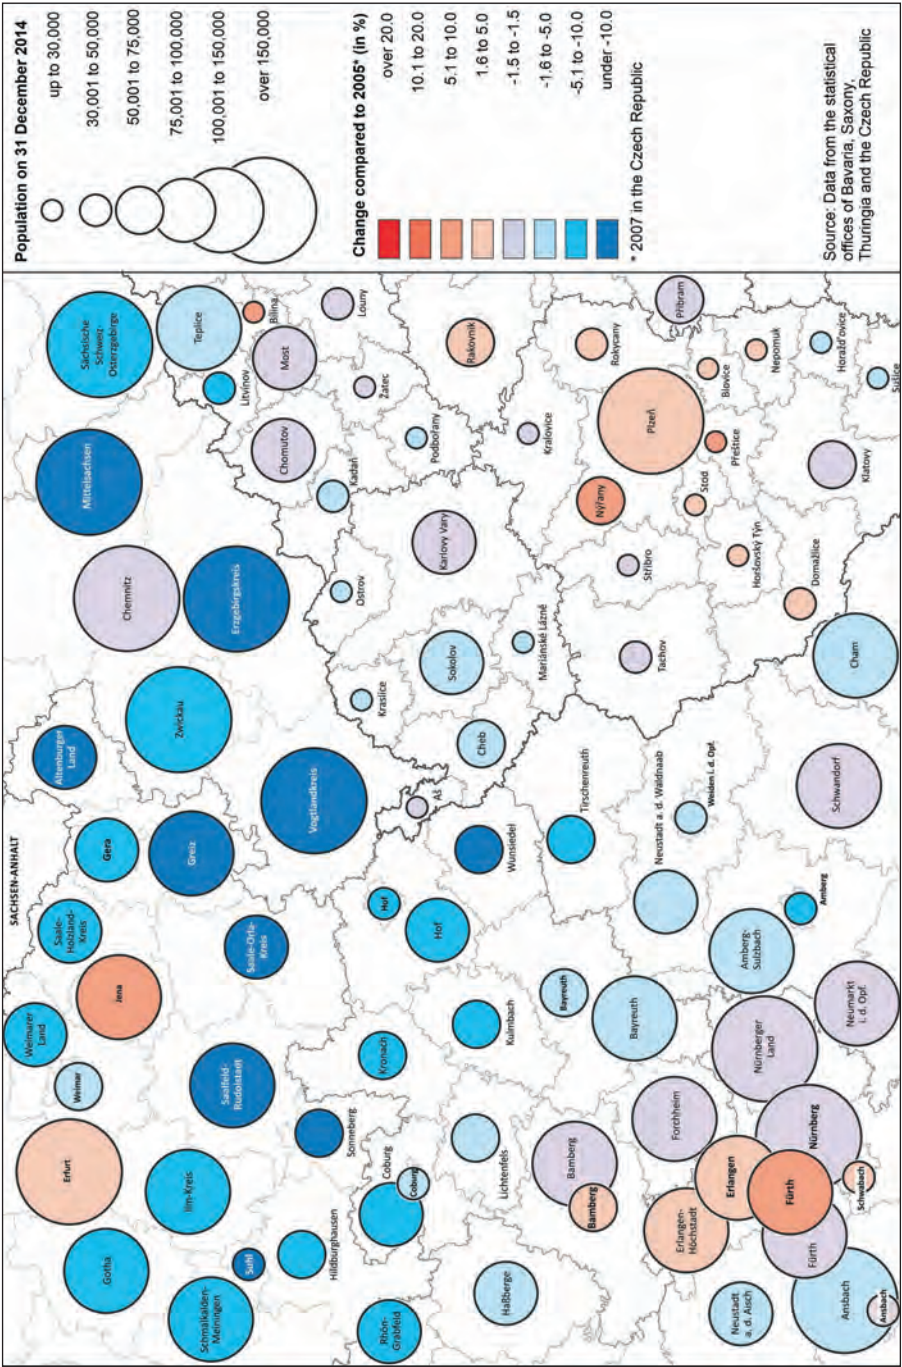 SACHSEN-ANHALT
Weimarer
Land
Saale-
Holzland-
Kreis
Altenburger
Land
Mittelsachsen
Sächsische
Schweiz-
Osterzgebirge
Gotha
Erfurt
Weimar
Jena
Gera
Chemnitz
Teplice
Schmalkalden-
Meiningen
Ilm-Kreis
Saalfeld-
Rudolstadt
Saale-Orla-
Kreis
Greiz
Zwickau
Erzgebirgskreis
Litvínov
Bílina
Most
Louny
Suhl
Hildburghausen
Sonneberg
Vogtlandkreis
Chomutov
Kadaň
Žatec
Rhön-
Grabfeld
Coburg
Coburg
Kronach
Hof
Hof
Aš
Kraslice
Ostrov
Podbořany
Rakovník
Haßberge
Lichtenfels
Kulmbach
Wunsiedel
Cheb
Sokolov
Karlovy Vary
Mariánské Lázně
Kralovice
Bamberg
Bamberg
Bayreuth
Bayreuth
Tirschenreuth
Tachov
Stříbro
Nýřany
Plzeň
Rokycany
Příbram
Erlangen-
Höchstadt
Forchheim
Neustadt a. d. Waldnaab
Weiden i. d. Opf.
Stod
Přeštice
Blovice
Nepomuk
Horšovský Týn
Domažlice
Neustadt
a. d. Aisch
Erlangen
Fürth
Fürth
Nürnberg
Nürnberger
Land
Amberg-
Sulzbach
Amberg
Schwandorf
Cham
Klatovy
Horažd'ovice
Sušice
Ansbach
Ansbach
Schwabach
Neumarkt
i. d. Opf.
Population on 31 December 2014
up to 30,000
30,001 to 50,000
50,001 to 75,000
75,001 to 100,000
100,001 to 150,000
over 150,000
Change compared to 2005* (in %)
over 20.0
10.1 to 20.0
5.1 to 10.0
1.6 to 5.0
-1.5 to -1.5
-1.6 to -5.0
-5.1 to -10.0
under -10.0
* 2007 in the Czech Republic
Source: Data from the statistical
offices of Bavaria, Saxony,
Thuringia and the Czech Republic